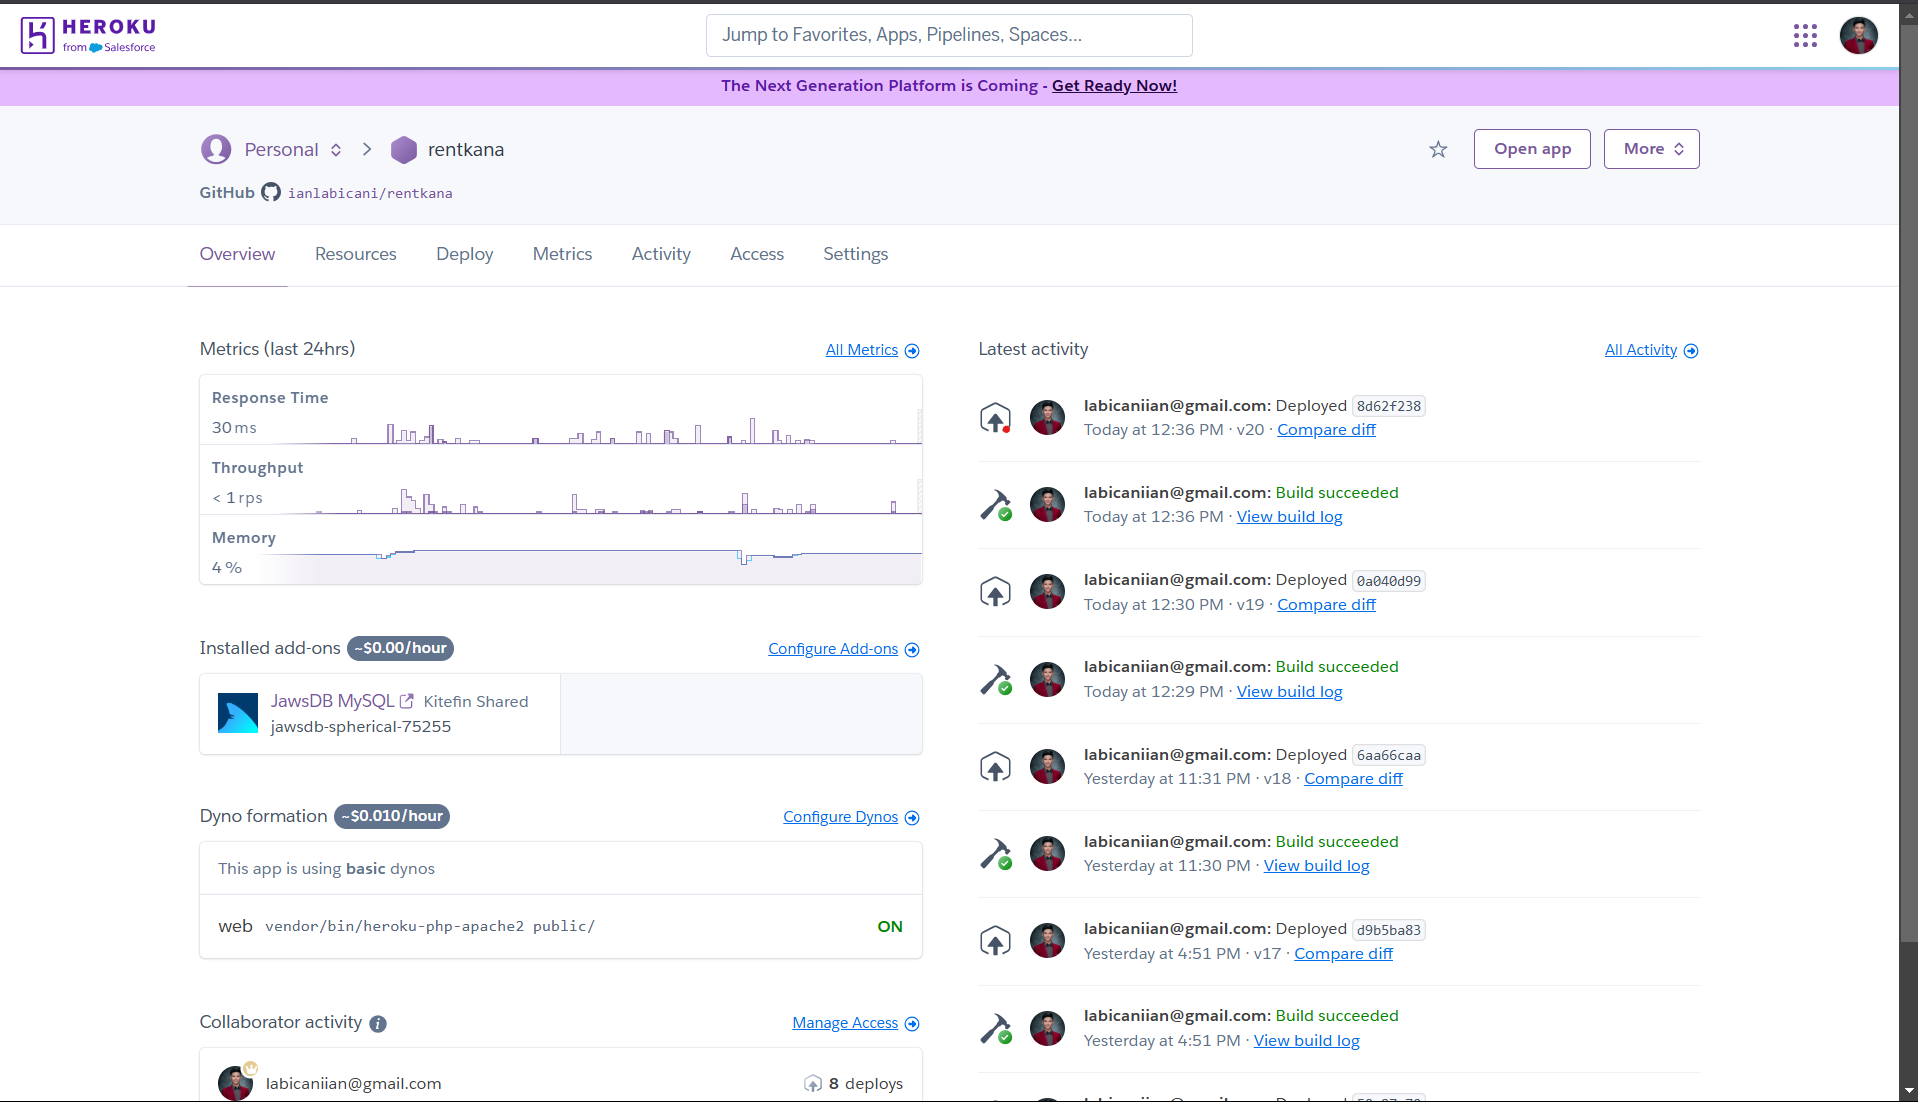 HEROKU
from Salesforce
Jump to Favorites, Apps, Pipelines, Spaces...
The Next Generation Platform is Coming - Get Ready Now!
Personal
rentkana
Open app
More
GitHub ianlabicani/rentkana
Overview
Resources
Deploy
Metrics
Activity
Access
Settings
Metrics (last 24hrs)
All Metrics
Response Time
30 ms
Throughput
< 1 rps
Memory
4 %
Installed add-ons ~$0.00/hour
Configure Add-ons
JawsDB MySQL Kitefin Shared
jawsdb-spherical-75255
Dyno formation ~$0.010/hour
Configure Dynos
This app is using basic dynos
web vendor/bin/heroku-php-apache2 public/
ON
Collaborator activity i
Manage Access
labicaniian@gmail.com
8 deploys
Latest activity
All Activity
labicaniian@gmail.com: Deployed 8d62f238
Today at 12:36 PM · v20 · Compare diff
labicaniian@gmail.com: Build succeeded
Today at 12:36 PM · View build log
labicaniian@gmail.com: Deployed 0a040d99
Today at 12:30 PM · v19 · Compare diff
labicaniian@gmail.com: Build succeeded
Today at 12:29 PM · View build log
labicaniian@gmail.com: Deployed 6aa66caa
Yesterday at 11:31 PM · v18 · Compare diff
labicaniian@gmail.com: Build succeeded
Yesterday at 11:30 PM · View build log
labicaniian@gmail.com: Deployed d9b5ba83
Yesterday at 4:51 PM · v17 · Compare diff
labicaniian@gmail.com: Build succeeded
Yesterday at 4:51 PM · View build log